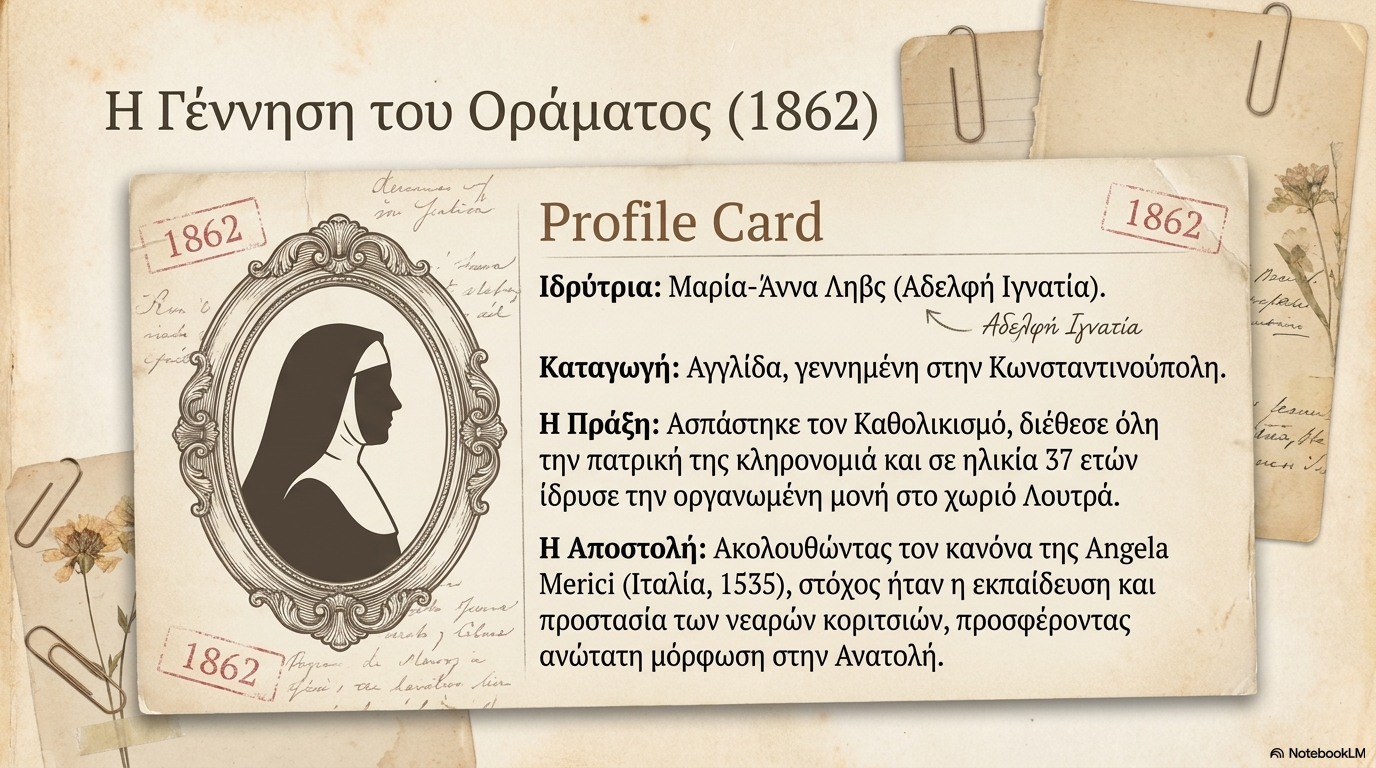 Η Γέννηση του Οράματος (1862)
1862
Profile Card
1862
Ιδρύτρια: Μαρία-Άννα Ληβς (Αδελφή Ιγνατία).
Αδελφή Ιγνατία
Καταγωγή: Αγγλίδα, γεννημένη στην Κωνσταντινούπολη.
Η Πράξη: Ασπάστηκε τον Καθολικισμό, διέθεσε όλη
την πατρική της κληρονομιά και σε ηλικία 37 ετών
ίδρυσε την οργανωμένη μονή στο χωριό Λουτρά.
Η Αποστολή: Ακολουθώντας τον κανόνα της Angela
Merici (Ιταλία, 1535), στόχος ήταν η εκπαίδευση και
προστασία των νεαρών κοριτσιών, προσφέροντας
ανώτατη μόρφωση στην Ανατολή.
1862
NotebookLM